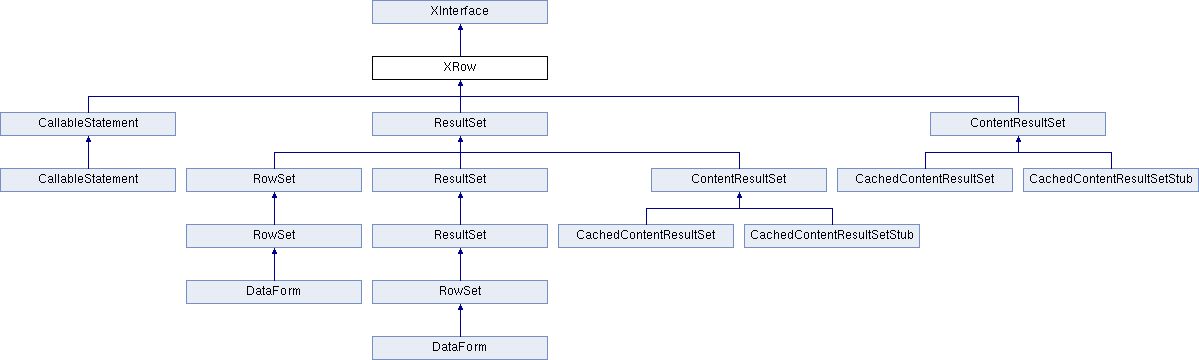 XInterface
XRow
CallableStatement
ResultSet
ContentResultSet
CallableStatement
RowSet
ResultSet
ContentResultSet
CachedContentResultSet
CachedContentResultSetStub
RowSet
ResultSet
CachedContentResultSet
CachedContentResultSetStub
DataForm
RowSet
DataForm